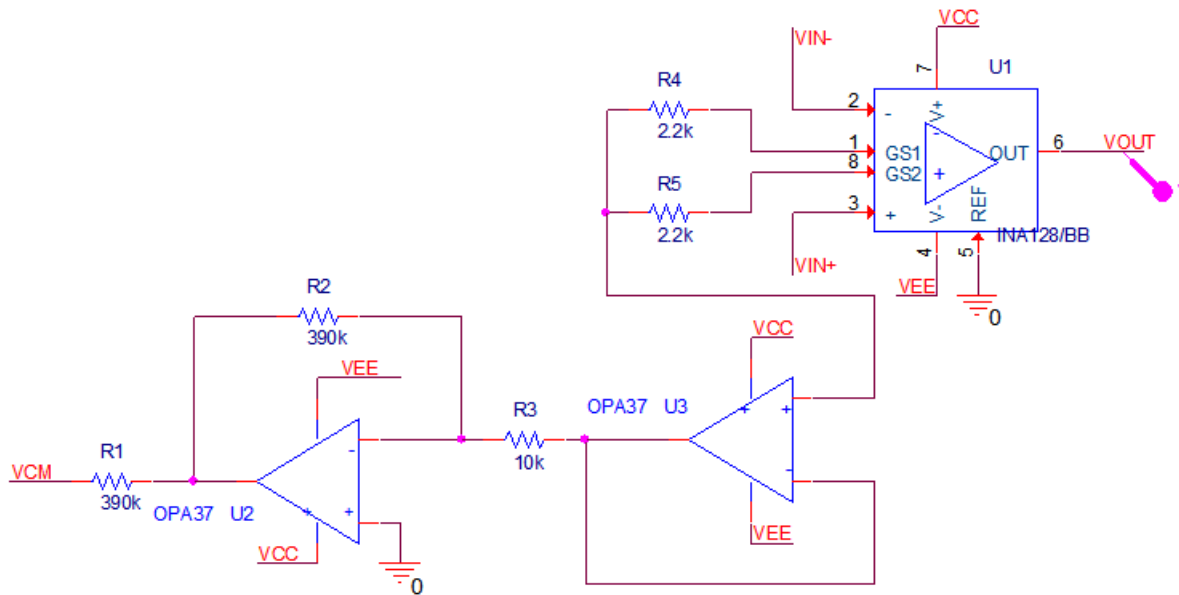 VCC
VIN-
U1
R4
7
2
-
V+
2.2k
1
GS1
-
OUT
6
VOUT
8
GS2
+
R5
3
+
V-
REF
2.2k
INA128/BB
4
5
VIN+
VEE
0
R2
390k
VCC
VEE
R3
OPA37
U3
+
+
R1
-
10k
-
VCM
390k
OPA37
U2
+
+
VEE
VCC
0